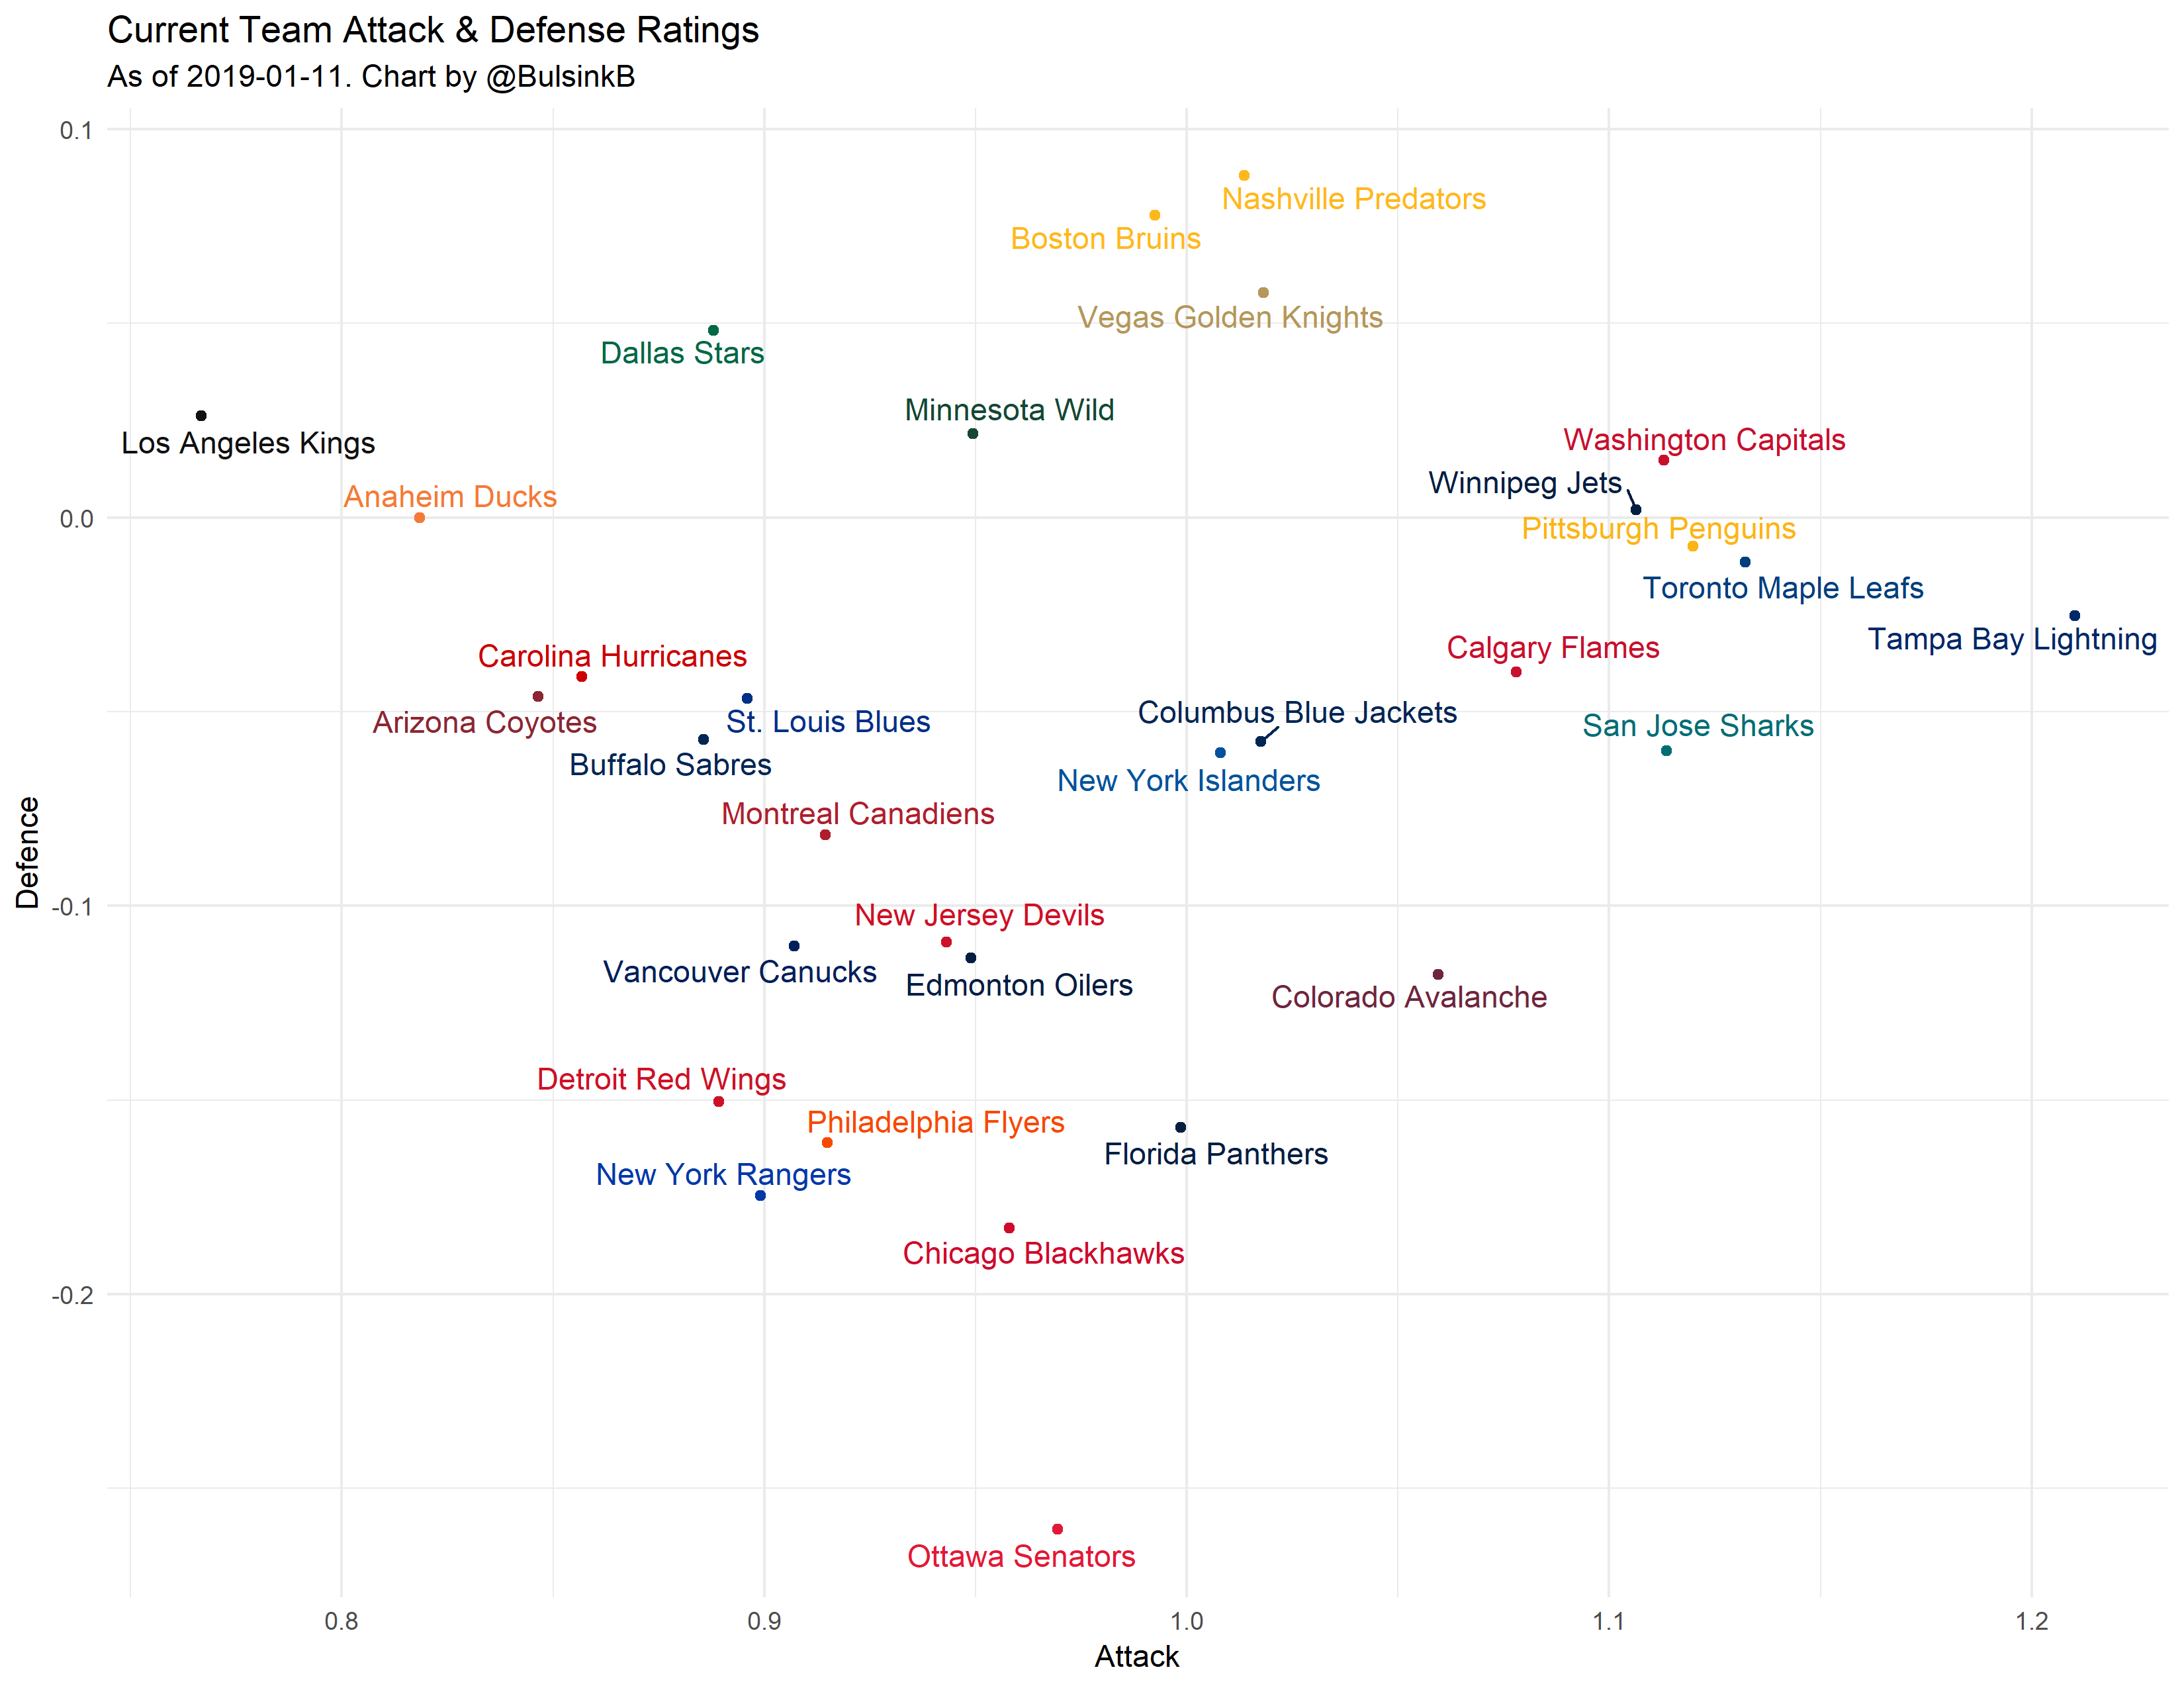 Current Team Attack & Defense Ratings
As of 2019-01-11. Chart by @BulsinkB
0.1
Nashville Predators
Boston Bruins
Vegas Golden Knights
Dallas Stars
Minnesota Wild
Los Angeles Kings
Washington Capitals
Winnipeg Jets
Anaheim Ducks
0.0
Pittsburgh Penguins
Toronto Maple Leafs
Tampa Bay Lightning
Calgary Flames
Carolina Hurricanes
Columbus Blue Jackets
Arizona Coyotes
St. Louis Blues
San Jose Sharks
Buffalo Sabres
New York Islanders
Montreal Canadiens
Defence
-0.1
New Jersey Devils
Vancouver Canucks
Edmonton Oilers
Colorado Avalanche
Detroit Red Wings
Philadelphia Flyers
Florida Panthers
New York Rangers
Chicago Blackhawks
-0.2
Ottawa Senators
0.8 0.9 1.0 1.1 1.2
Attack